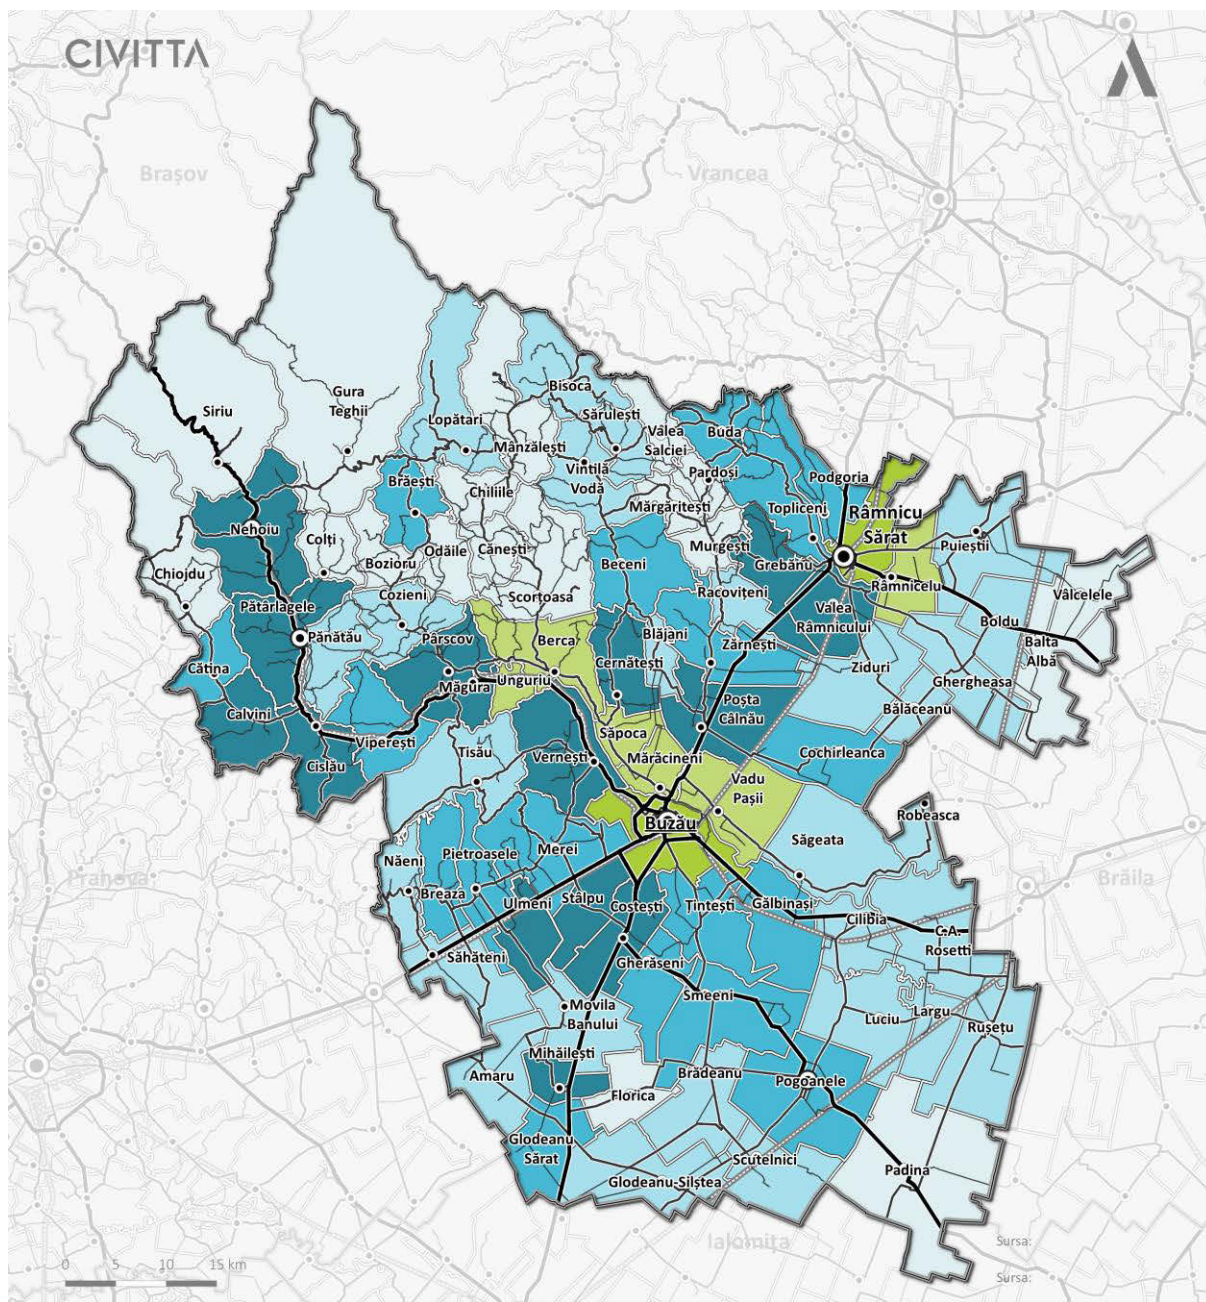 CIVITTA
Brașov
Vrancea
Siriu
Gura
Teghii
Lopătari
Bisoca
Sărulești
Mânzălești
Valea
Salciei
Buda
Vintilă
Vodă
Pardoși
Podgoria
Brăești
Chiliile
Mărgăritești
Topliceni
Râmnicu
Sărat
Nehoiu
Colți
Odăile
Cănești
Murgești
Puieștii
Bozioru
Beceni
Grebănu
Râmnicelu
Chiojdu
Cozieni
Scorțoasa
Racovițeni
Vâlcelele
Pătârlagele
Valea
Râmnicului
Boldu
Pănătău
Pârscov
Berca
Blăjani
Zărnești
Balta
Albă
Cătina
Cernătești
Ziduri
Măgura
Unguriu
Ghergheasa
Calvini
Poșta
Câlnău
Bălăceanu
Viperești
Săpoca
Tisău
Vernești
Mărăcineni
Cochirleanca
Cislău
Vadu
Pașii
Robeasca
Buzău
Săgeata
Năeni
Pietroasele
Merei
Prahova
Brăila
Breaza
Ulmeni
Stâlpu
Costești
Țintești
Gălbinași
Cilibia
C.A.
Rosetti
Săhăteni
Gherăseni
Smeeni
Movila
Banului
Luciu
Largu
Rușețu
Mihăilești
Amaru
Florica
Brădeanu
Pogoanele
Glodeanu
Sărat
Scutelnici
Padina
Glodeanu-Siliștea
Ialomița
Sursa:
0 5 10 15 km
Sursa: